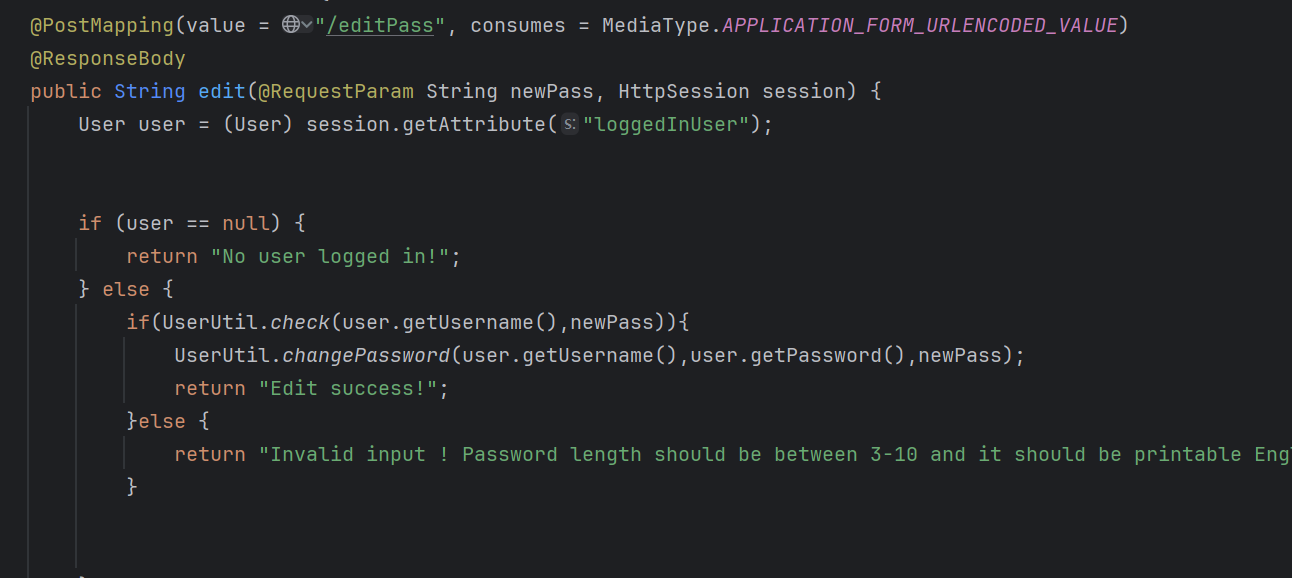 @PostMapping(value = "/editPass", consumes = MediaType.APPLICATION_FORM_URLENCODED_VALUE)
@ResponseBody
public String edit(@RequestParam String newPass, HttpSession session) {
User user = (User) session.getAttribute( s: "loggedInUser");
if (user == null) {
return "No user logged in!";
} else {
if(UserUtil.check(user.getUsername(),newPass)){
UserUtil.changePassword(user.getUsername(),user.getPassword(),newPass);
return "Edit success!";
}else {
return "Invalid input ! Password length should be between 3-10 and it should be printable Eng
}